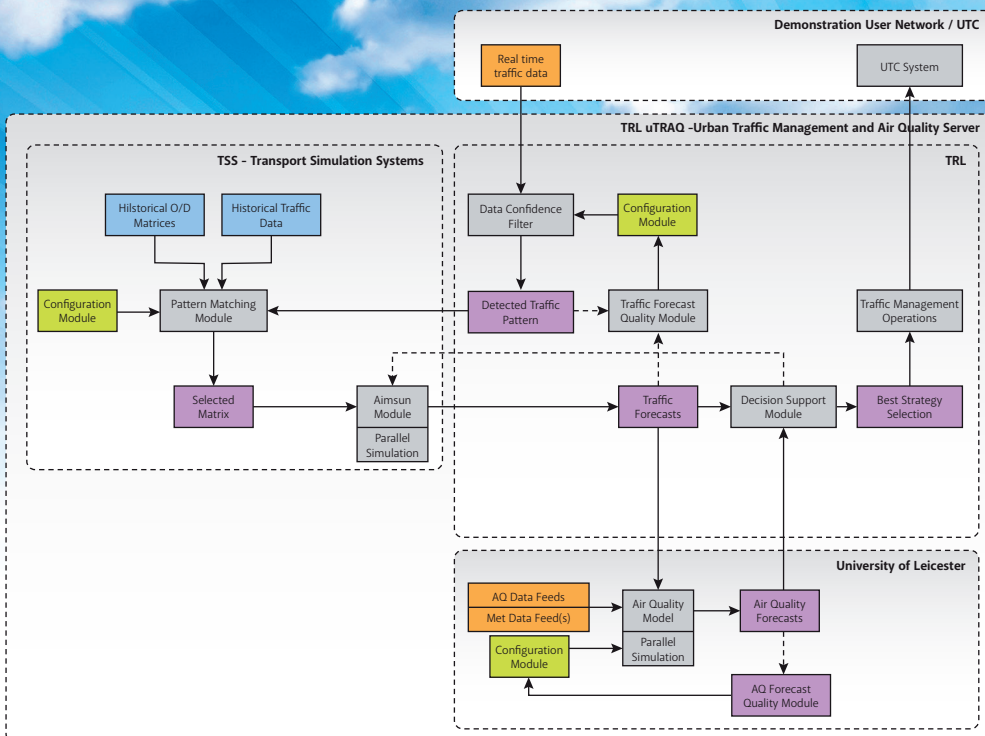 Demonstration User Network / UTC
Real time
traffic data
UTC System
TRL uTRAQ -Urban Traffic Management and Air Quality Server
TSS - Transport Simulation Systems
TRL
Hilstorical O/D
Matrices
Historical Traffic
Data
Data Confidence
Filter
Configuration
Module
Configuration
Module
Pattern Matching
Module
Detected Traffic
Pattern
Traffic Forecast
Quality Module
Traffic Management
Operations
Selected
Matrix
Aimsun
Module
Parallel
Simulation
Traffic
Forecasts
Decision Support
Module
Best Strategy
Selection
University of Leicester
AQ Data Feeds
Met Data Feed(s)
Air Quality
Model
Parallel
Simulation
Air Quality
Forecasts
Configuration
Module
AQ Forecast
Quality Module